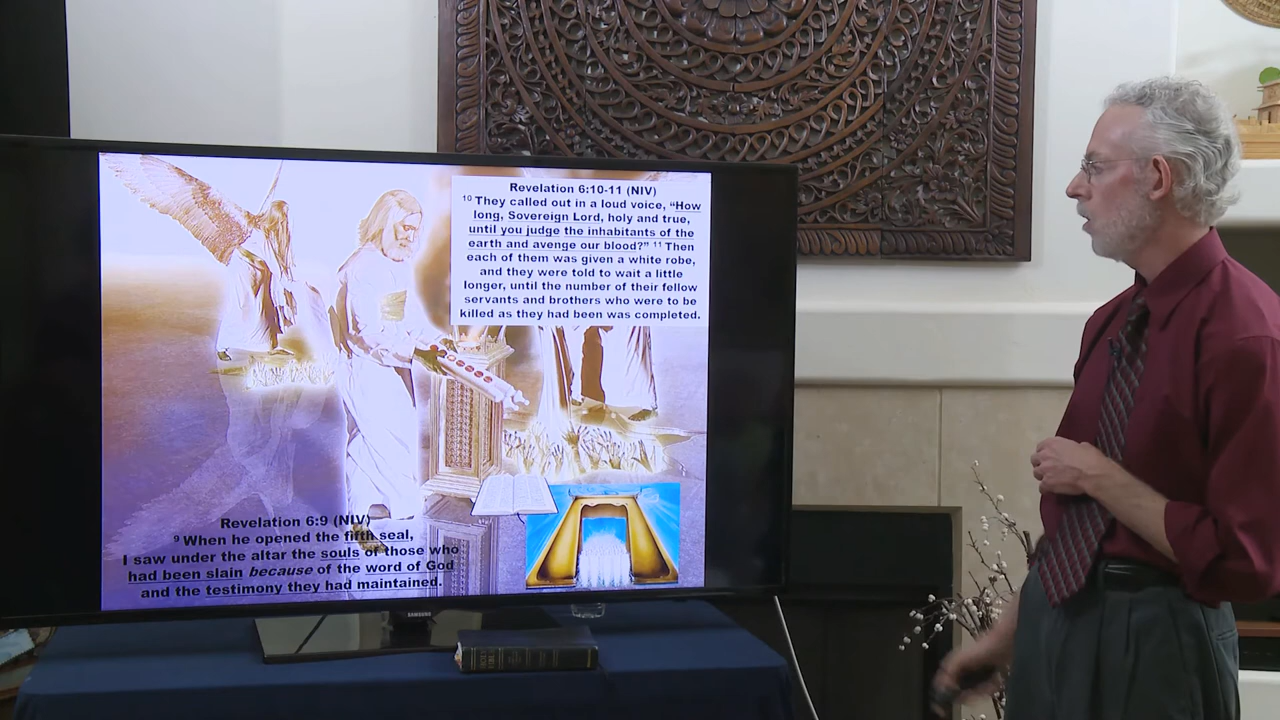 Revelation 6:10-11 (NIV)
10 They called out in a loud voice, “How
long, Sovereign Lord, holy and true,
until you judge the inhabitants of the
earth and avenge our blood?” 11 Then
each of them was given a white robe,
and they were told to wait a little
longer, until the number of their fellow
servants and brothers who were to be
killed as they had been was completed.
Revelation 6:9 (NIV)
9 When he opened the fifth seal,
I saw under the altar the souls of those who
had been slain because of the word of God
and the testimony they had maintained.
SAMSUNG
HOLY BIBLE